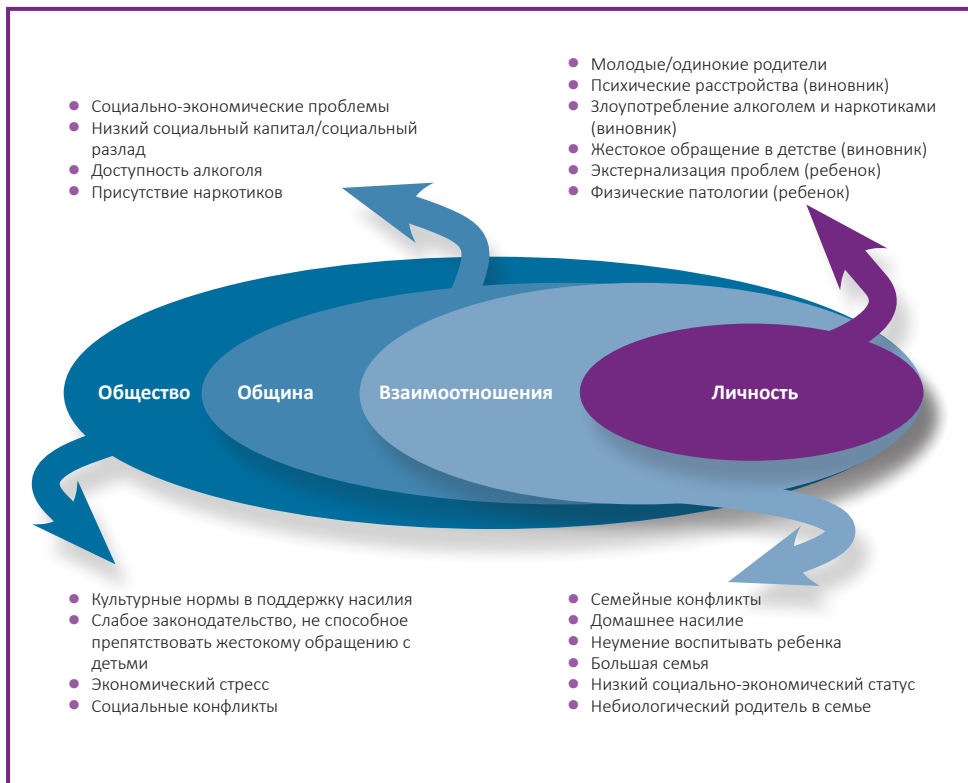 ● Социально-экономические проблемы
● Низкий социальный капитал/социальный
разлад
● Доступность алкоголя
● Присутствие наркотиков
● Молодые/одинокие родители
● Психические расстройства (виновник)
● Злоупотребление алкоголем и наркотиками
(виновник)
● Жестокое обращение в детстве (виновник)
● Экстернализация проблем (ребенок)
● Физические патологии (ребенок)
Общество
Община
Взаимоотношения
Личность
● Культурные нормы в поддержку насилия
● Слабое законодательство, не способное
препятствовать жестокому обращению с
детьми
● Экономический стресс
● Социальные конфликты
● Семейные конфликты
● Домашнее насилие
● Неумение воспитывать ребенка
● Большая семья
● Низкий социально-экономический статус
● Небиологический родитель в семье